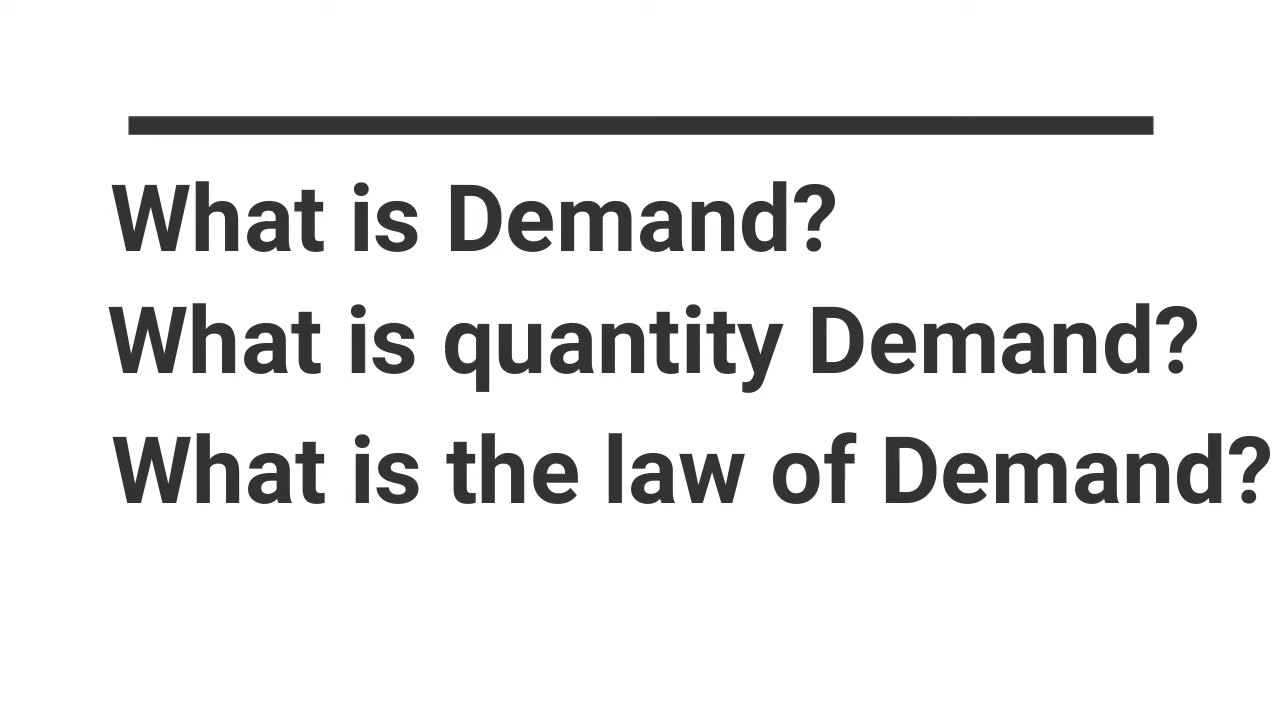 What is Demand?
What is quantity Demand?
What is the law of Demand?